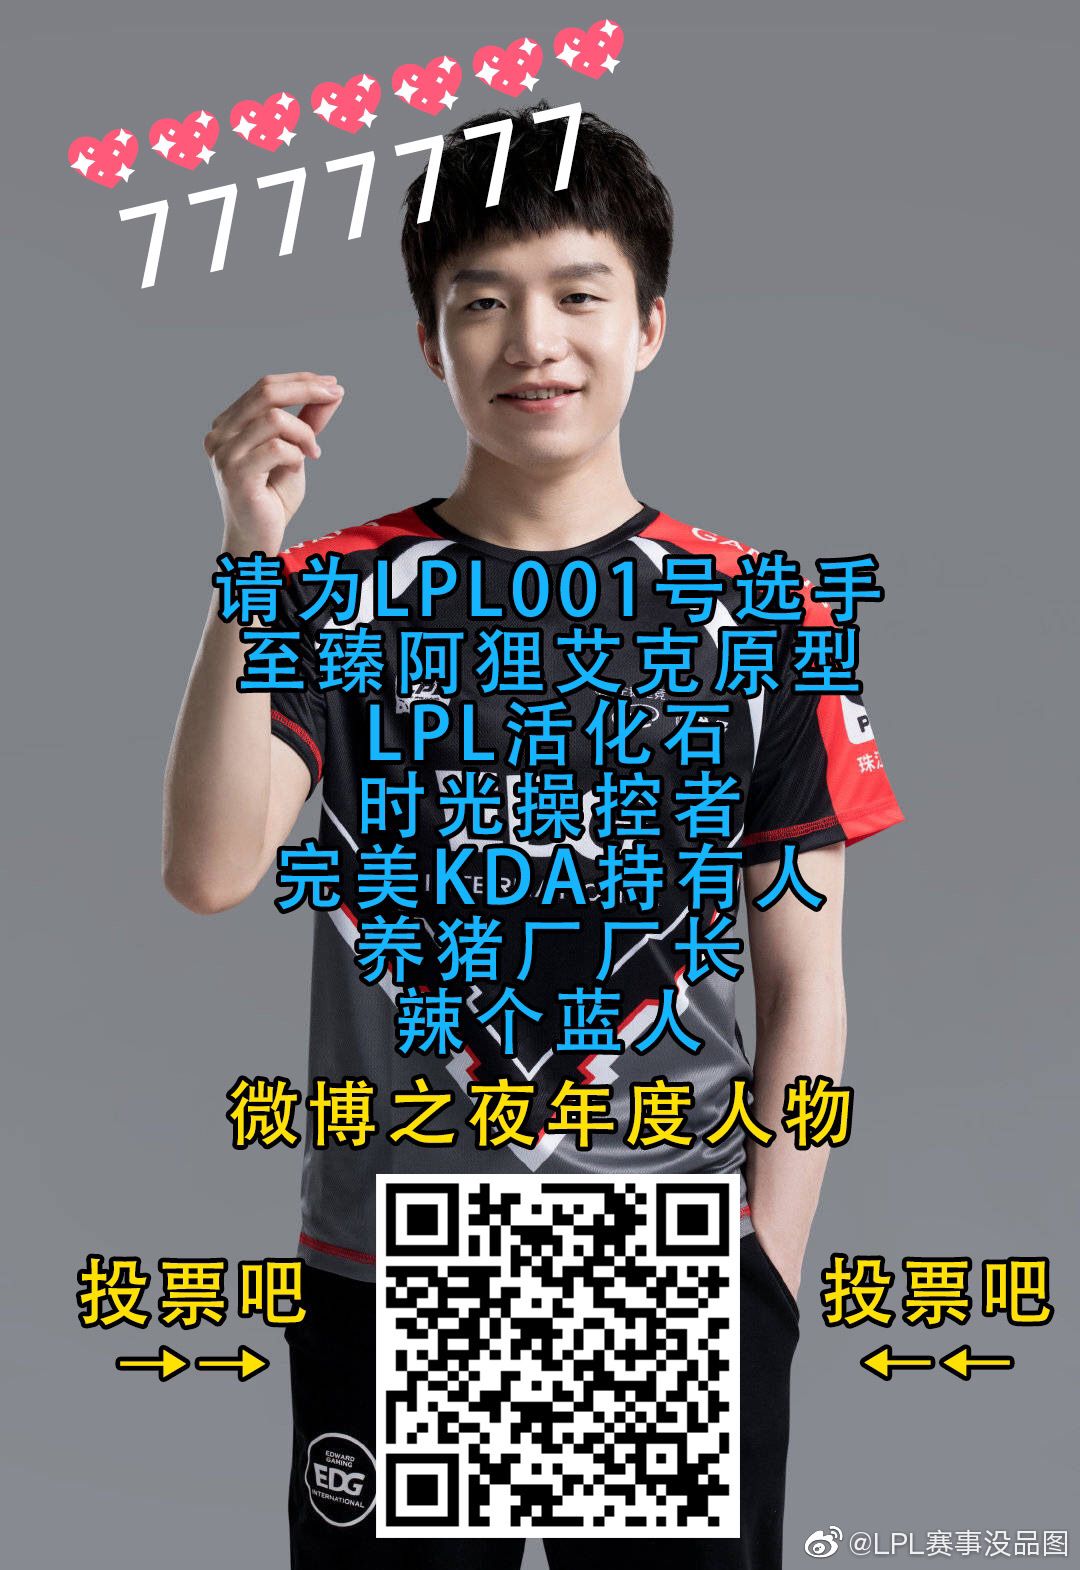 7777777
请为LPL001号选手
至臻阿狸艾克原型
LPL活化石
时光操控者
完美KDA持有人
养猪厂厂长
辣个蓝人
微博之夜年度人物
投票吧
投票吧
→→
←←
EDWARD
GAMING
EDG
INTERNATIONAL
@LPL赛事没品图